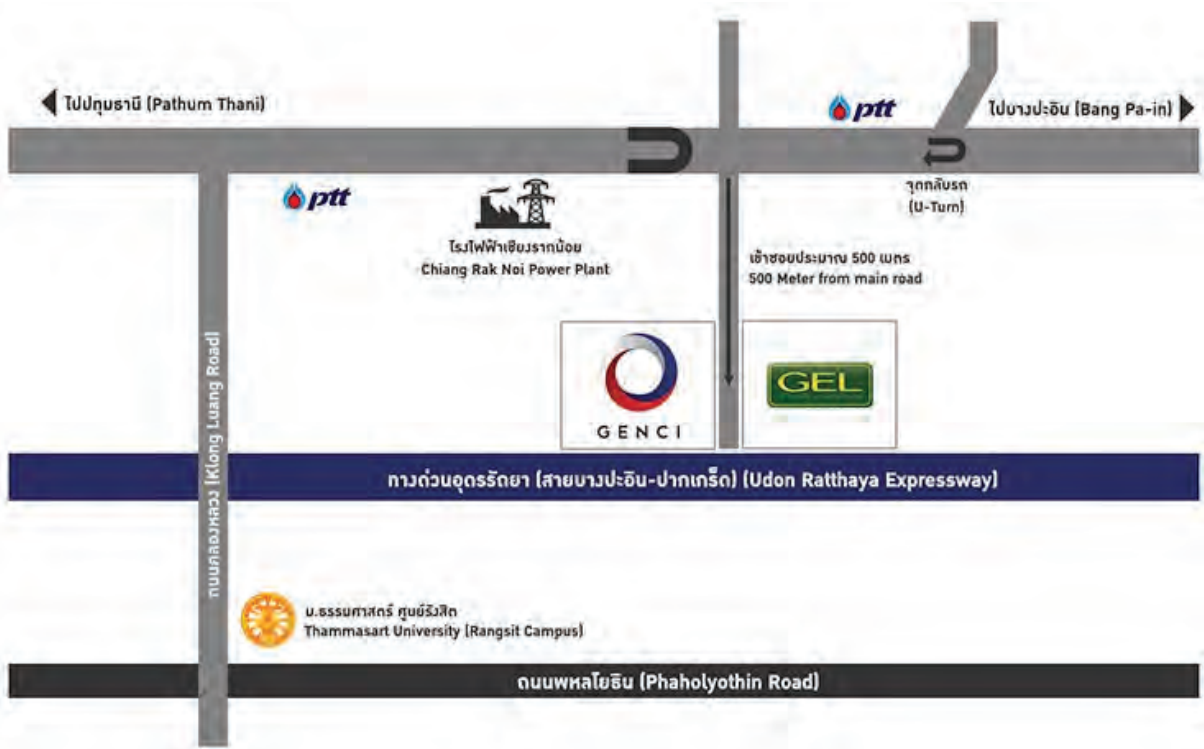 ไปปทุมธานี (Pathum Thani)
ptt
ไปบางปะอิน (Bang Pa-in)
ptt
จุดกลับรถ
(U-Turn)
โรงไฟฟ้าเชียงรากน้อย
Chiang Rak Noi Power Plant
เข้าซอยประมาณ 500 เมตร
500 Meter from main road
GENCI
GEL
ถนนคลองหลวง (Klong Luang Road)
ทางด่วนอุดรรัถยา (สายบางปะอิน-ปากเกร็ด) (Udon Ratthaya Expressway)
ม.ธรรมศาสตร์ ศูนย์รังสิต
Thammasart University (Rangsit Campus)
ถนนพหลโยธิน (Phaholyothin Road)